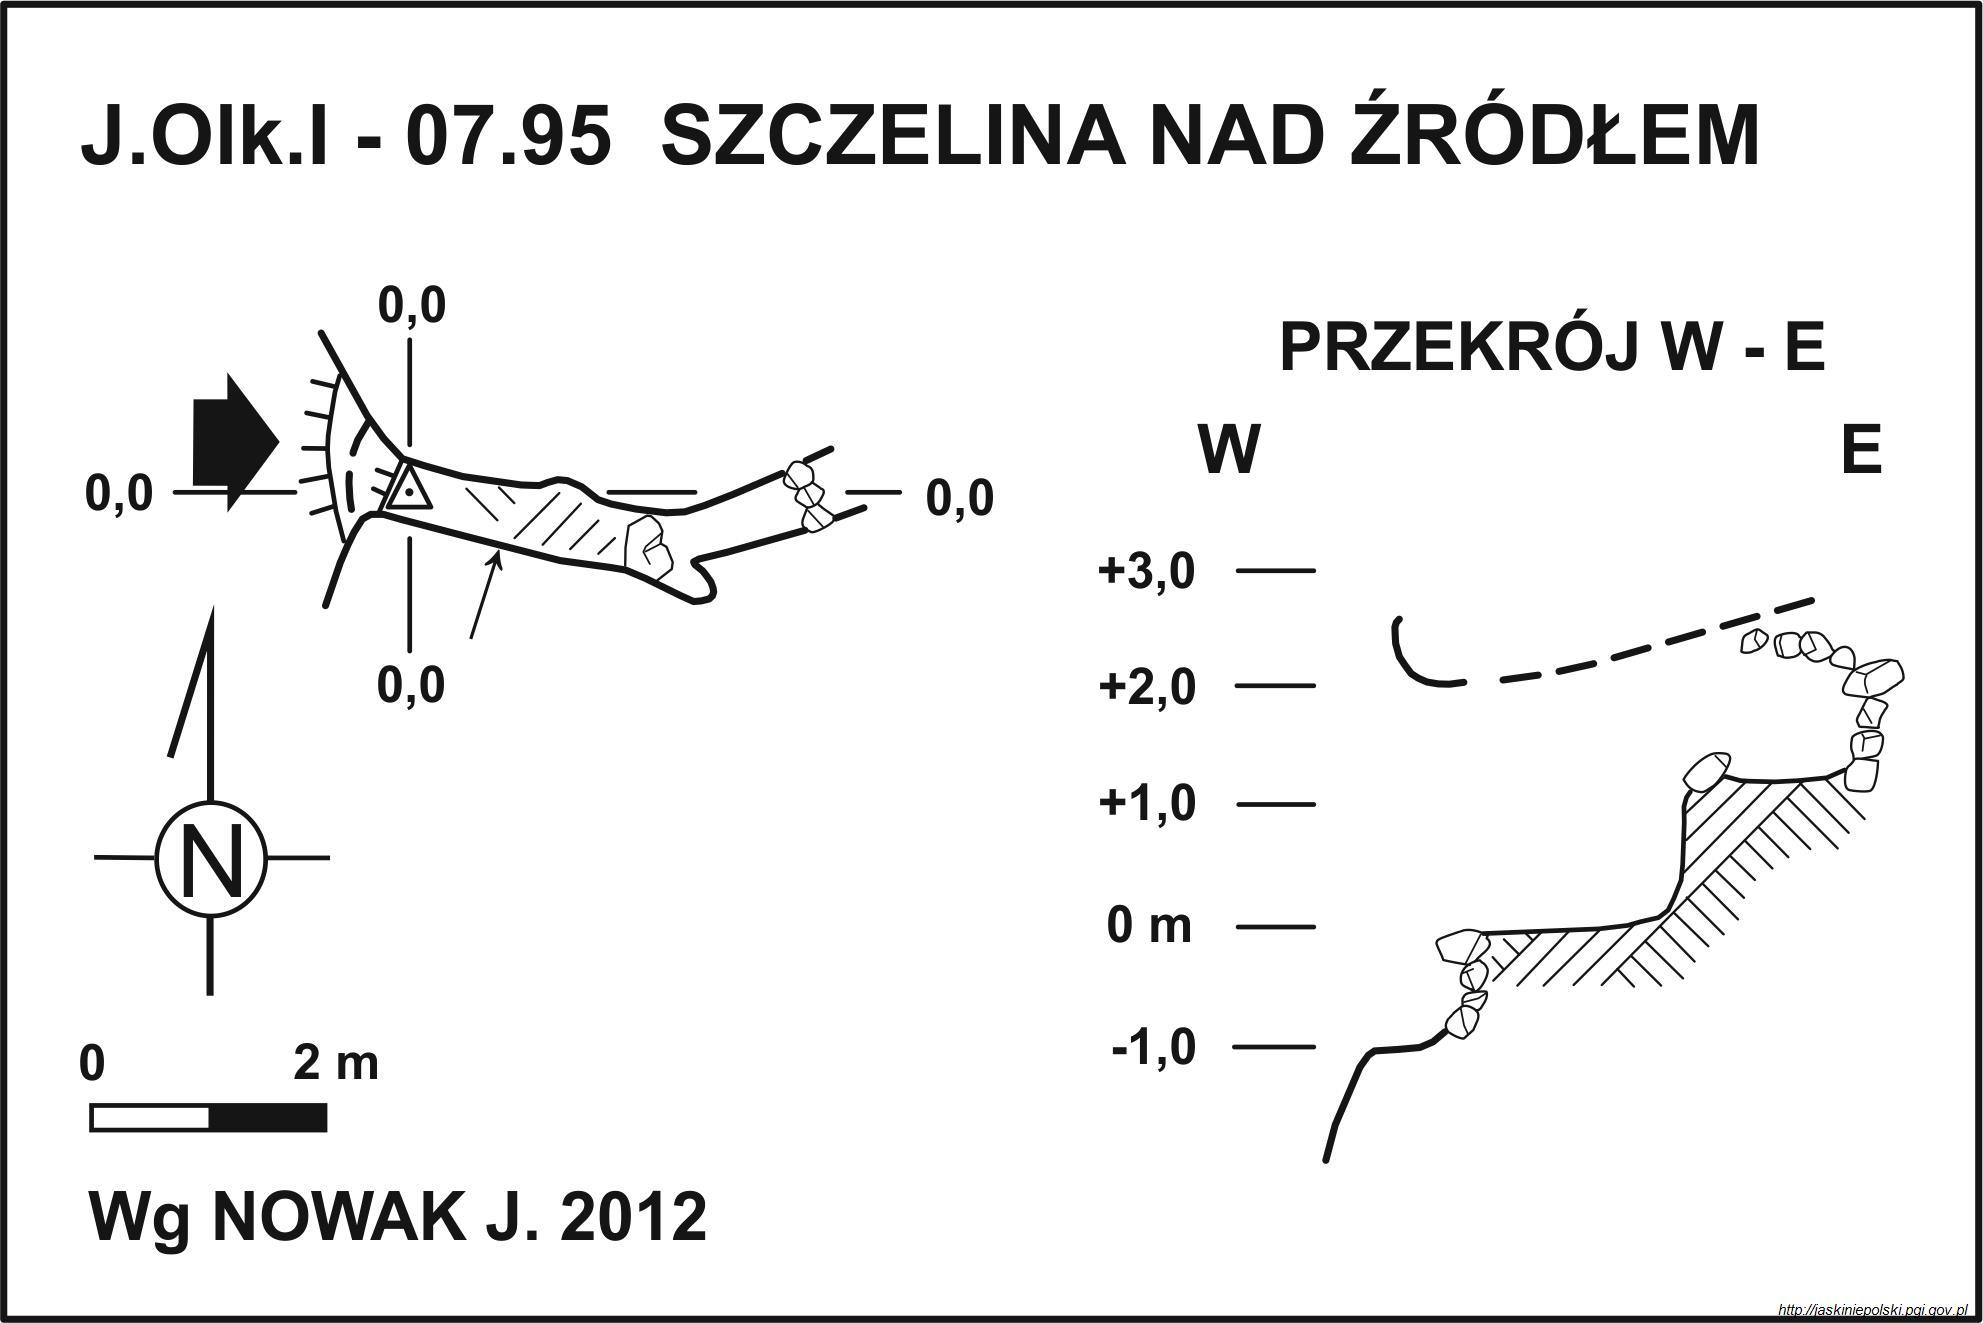 J.Olk.I - 07.95 SZCZELINA NAD ŹRÓDŁEM
0,0
0,0
0,0
0,0
N
0 2 m
Wg NOWAK J. 2012
PRZEKRÓJ W - E
W E
+3,0
+2,0
+1,0
0 m
-1,0
http://jaskiniepolski.pgi.gov.pl